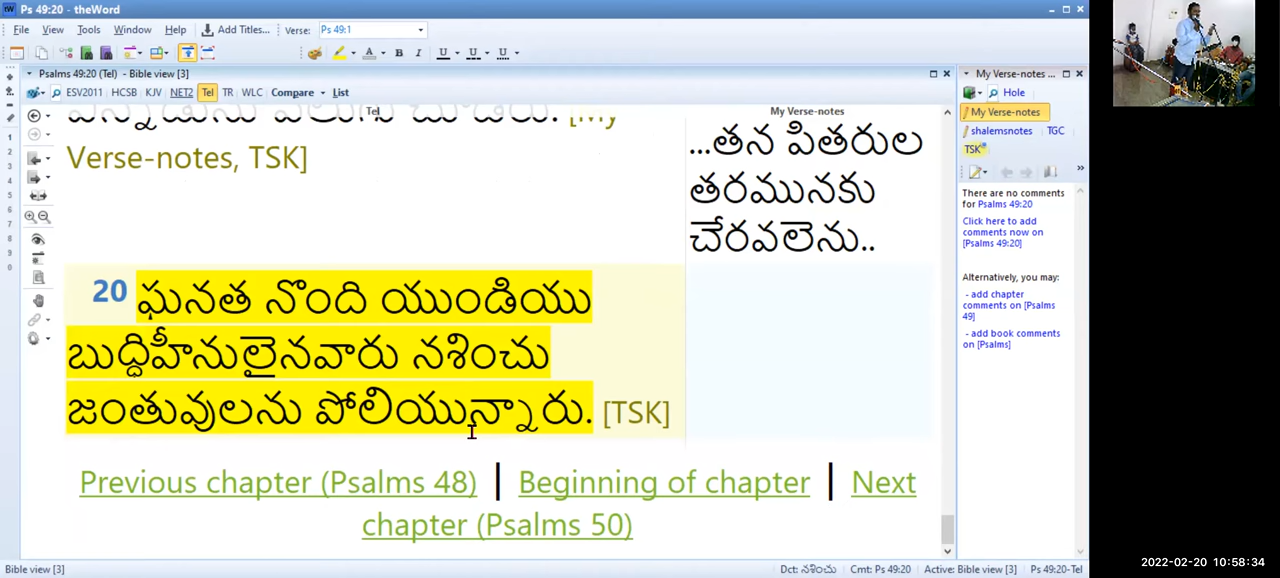 Ps 49:20 - theWord
File View Tools Window Help Add Titles... Verse: Ps 49:1
Psalms 49:20 (Tel) - Bible view [3]
ESV2011 HCSB KJV NET2 Tel TR WLC Compare List
Tel
My Verse-notes
[My
Verse-notes, TSK]
20 ఘనత నొంది యుండియు
బుద్ధిహీనులైనవారు నశించు
జంతువులను పోలియున్నారు. [TSK]
Previous chapter (Psalms 48) | Beginning of chapter | Next
chapter (Psalms 50)
...తన పితరుల
తరమునకు
చేరవలెను..
My Verse-notes ...
Hole
My Verse-notes
shalemsnotes TGC
TSK
There are no comments
for Psalms 49:20
Click here to add
comments now on
[Psalms 49:20]
Alternatively, you may:
- add chapter
comments on [Psalms
49]
- add book comments
on [Psalms]
Bible view [3] Dct: నశించు Cmt: Ps 49:20 Active: Bible view [3] Ps 49:20-Tel
2022-02-20 10:58:34